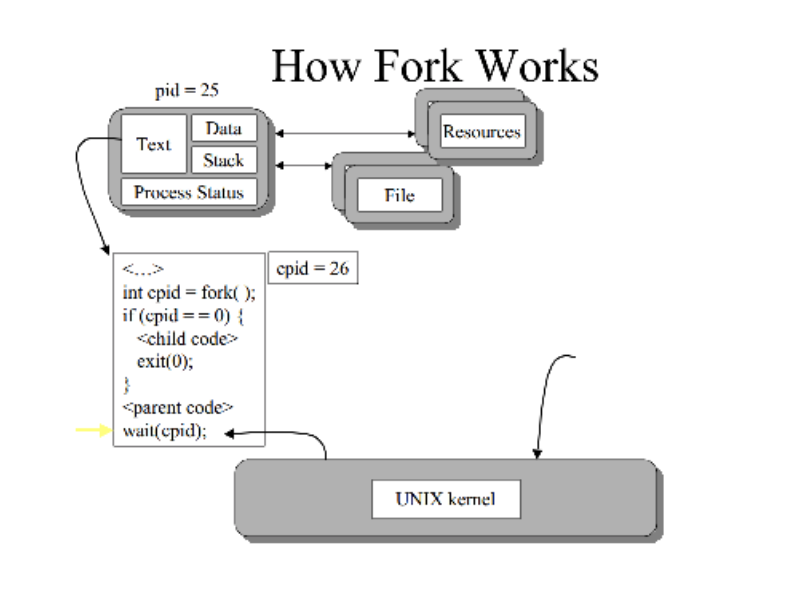 How Fork Works
pid = 25
Text
Data
Stack
Process Status
Resources
File
cpid = 26
<...>
int cpid = fork( );
if (cpid = = 0) {
<child code>
exit(0);
}
<parent code>
wait(cpid);
UNIX kernel